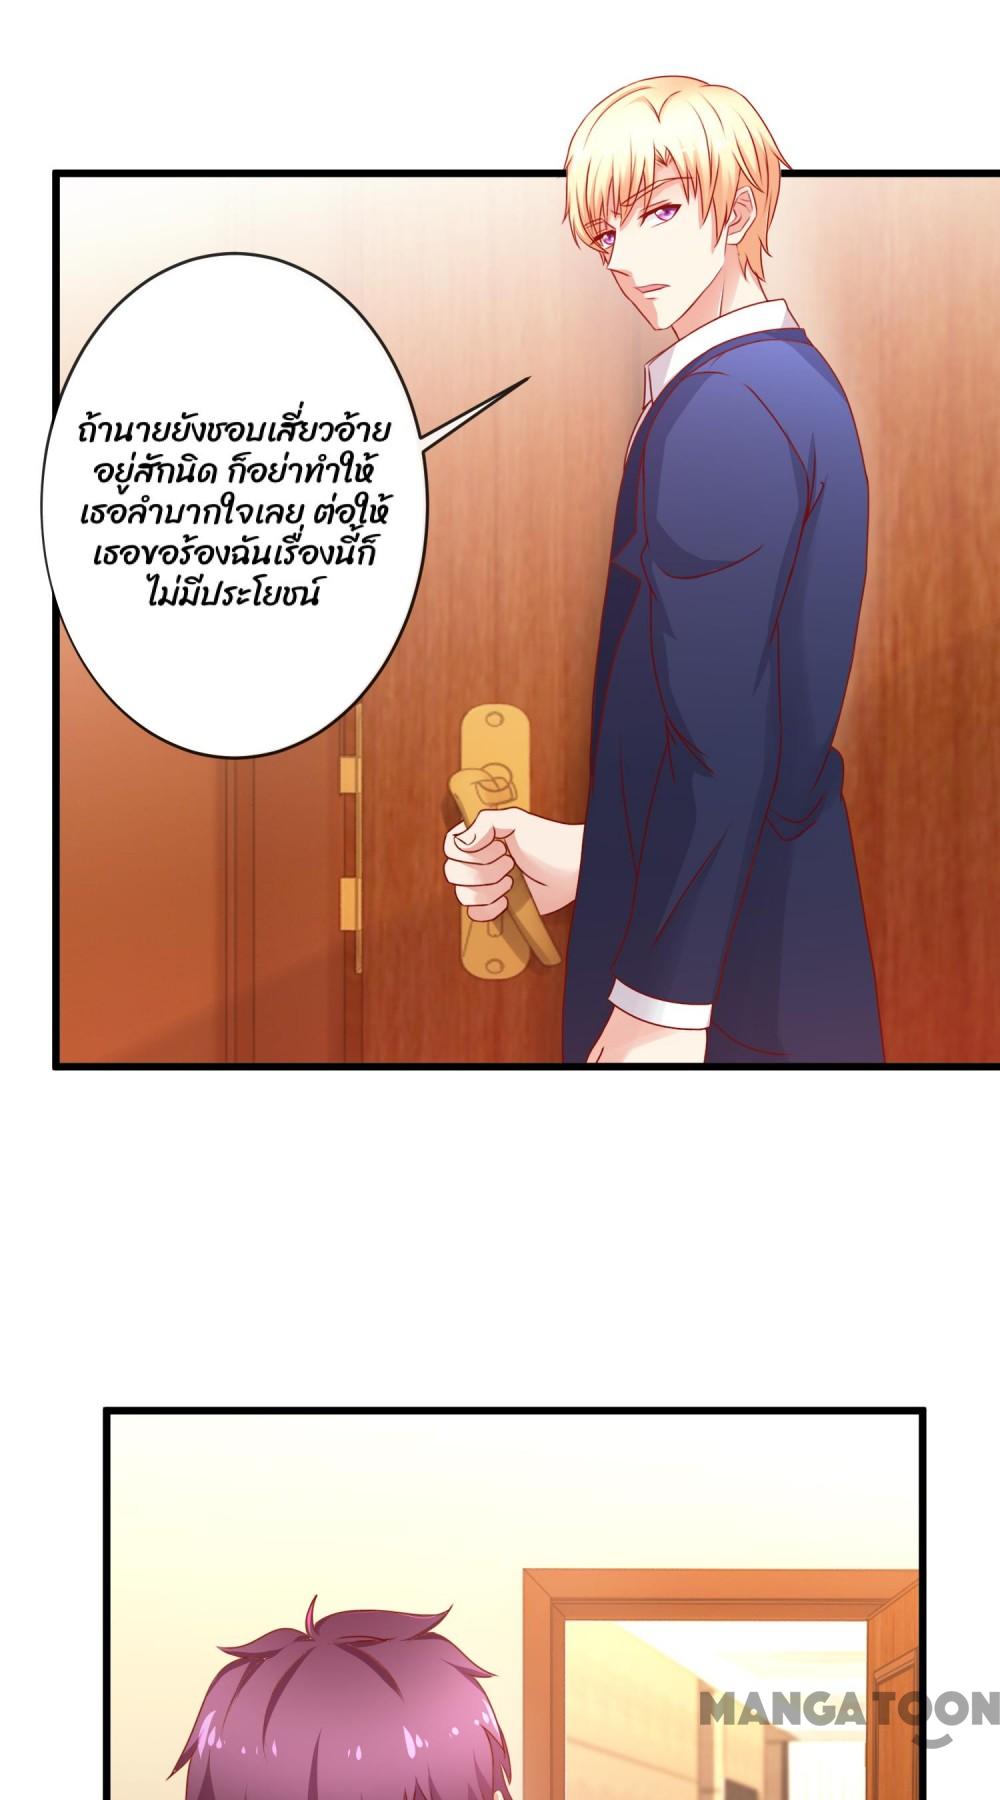 ถ้านายยังชอบเสี่ยวอ้าย
อยู่สักนิด ก็อย่าทำให้
เธอลำบากใจเลย ต่อให้
เธอขอร้องฉันเรื่องนี้ก็
ไม่มีประโยชน์
MANGATOON